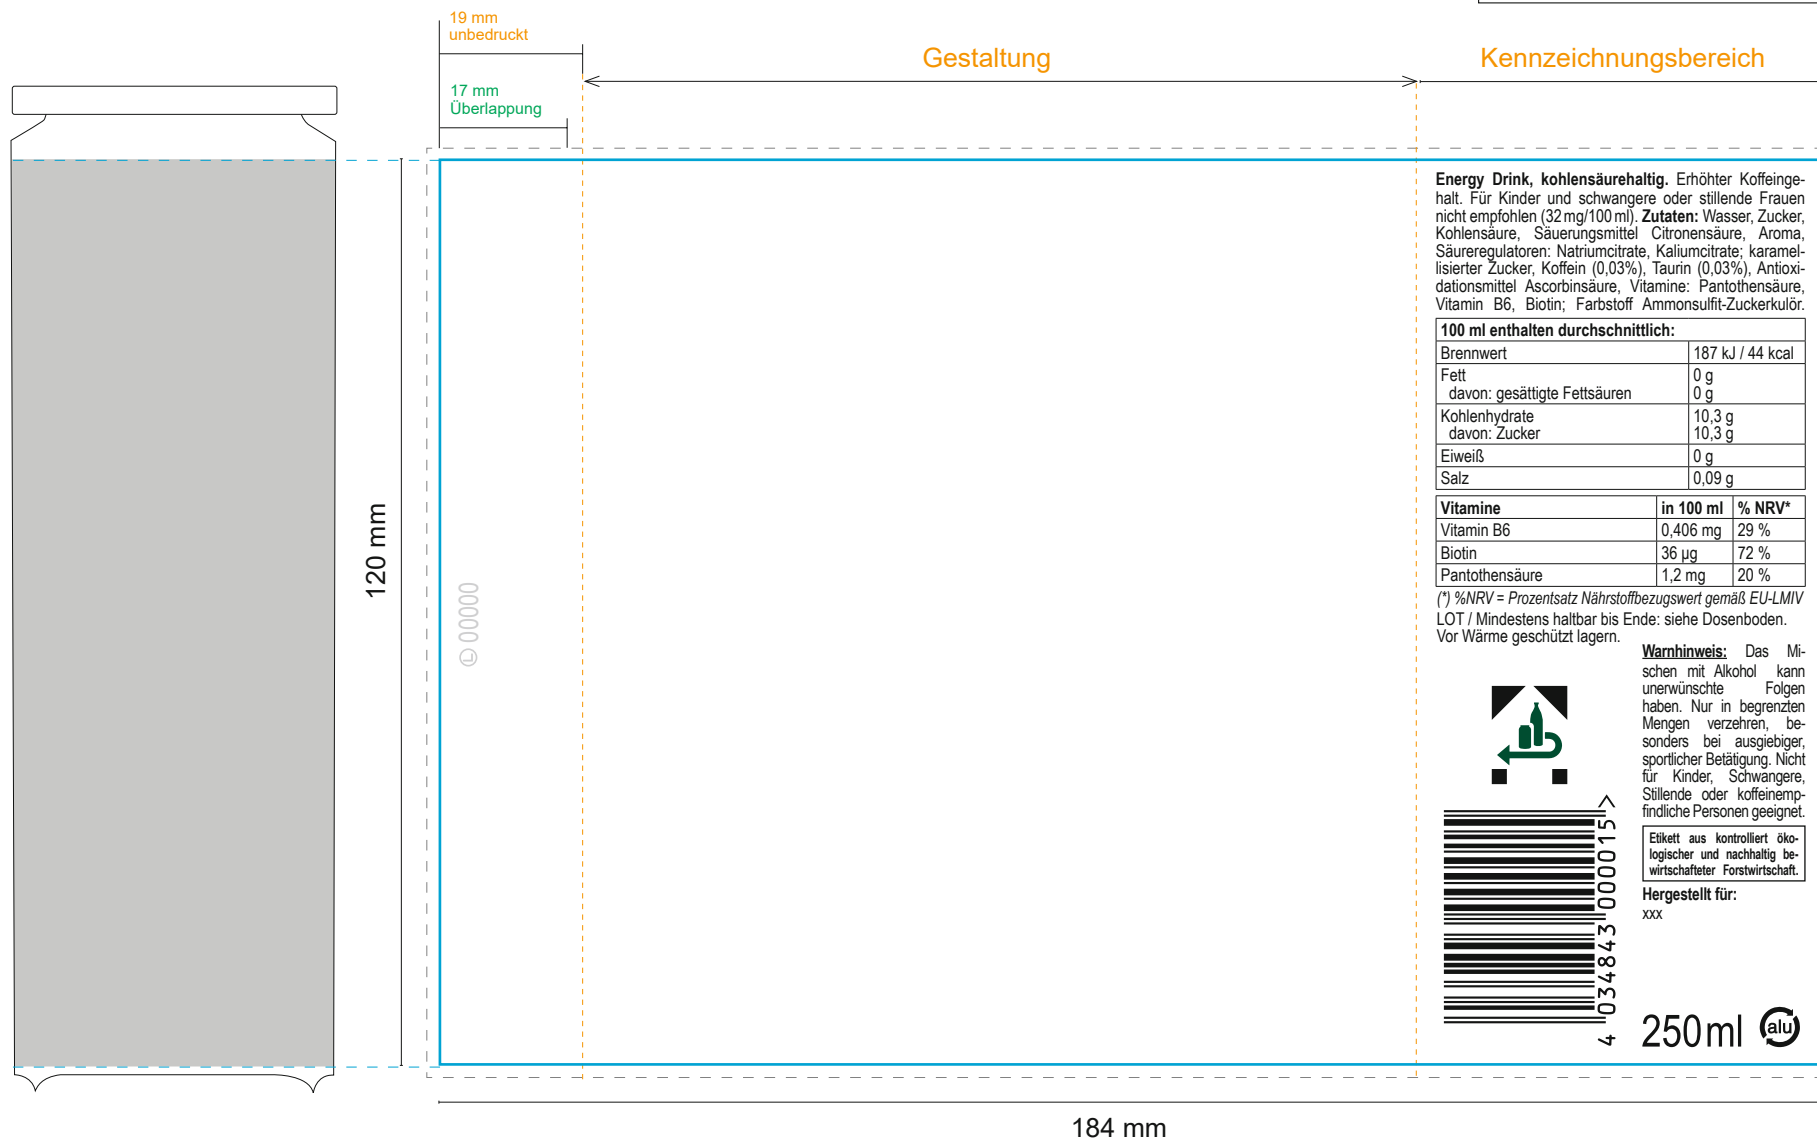 19 mm
unbedruckt
Gestaltung
Kennzeichnungsbereich
17 mm
Überlappung
120 mm
Ⓛ 00000
Energy Drink, kohlensäurehaltig. Erhöhter Koffeinge-
halt. Für Kinder und schwangere oder stillende Frauen
nicht empfohlen (32 mg/100 ml). Zutaten: Wasser, Zucker,
Kohlensäure, Säuerungsmittel Citronensäure, Aroma,
Säureregulatoren: Natriumcitrate, Kaliumcitrate; karamel-
lisierter Zucker, Koffein (0,03%), Taurin (0,03%), Antioxi-
dationsmittel Ascorbinsäure, Vitamine: Pantothensäure,
Vitamin B6, Biotin; Farbstoff Ammonsulfit-Zuckerkulör.
100 ml enthalten durchschnittlich:
Brennwert 187 kJ / 44 kcal
Fett 0 g
davon: gesättigte Fettsäuren 0 g
Kohlenhydrate 10,3 g
davon: Zucker 10,3 g
Eiweiß 0 g
Salz 0,09 g
Vitamine in 100 ml % NRV*
Vitamin B6 0,406 mg 29 %
Biotin 36 µg 72 %
Pantothensäure 1,2 mg 20 %
(*) %NRV = Prozentsatz Nährstoffbezugswert gemäß EU-LMIV
LOT / Mindestens haltbar bis Ende: siehe Dosenboden.
Vor Wärme geschützt lagern.
Warnhinweis: Das Mi-
schen mit Alkohol kann
unerwünschte Folgen
haben. Nur in begrenzten
Mengen verzehren, be-
sonders bei ausgiebiger,
sportlicher Betätigung. Nicht
für Kinder, Schwangere,
Stillende oder koffeinemp-
findliche Personen geeignet.
Etikett aus kontrolliert öko-
logischer und nachhaltig be-
wirtschafteter Forstwirtschaft.
Hergestellt für:
xxx
4 034843 000015 >
250 ml alu
184 mm